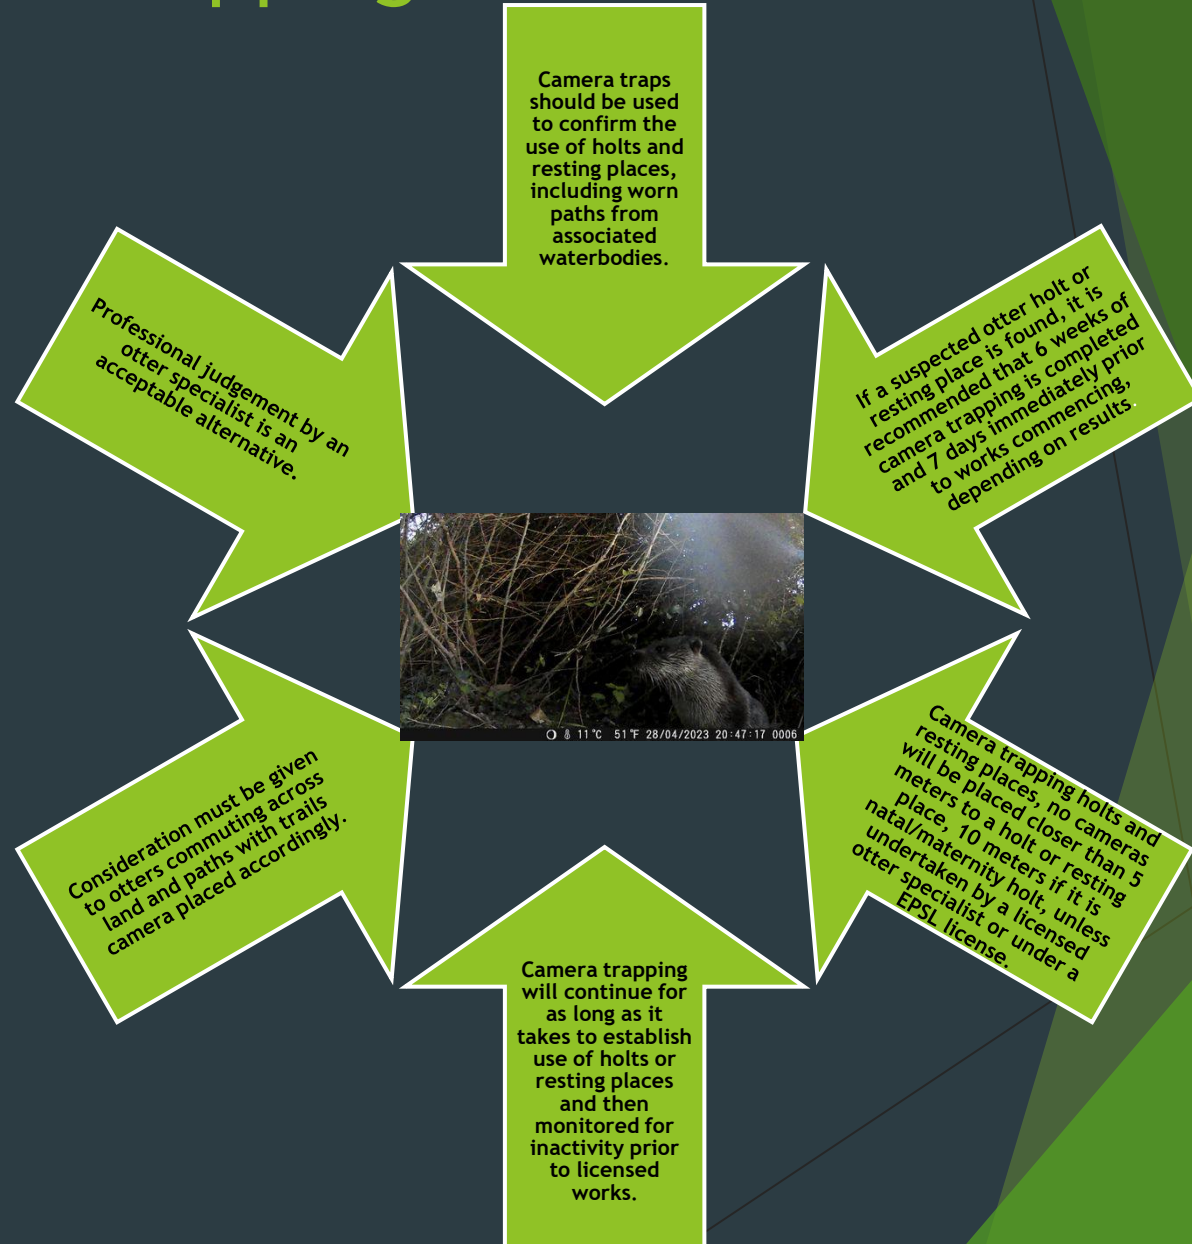 Camera traps
should be used
to confirm the
use of holts and
resting places,
including worn
paths from
associated
waterbodies.
If a suspected otter holt or
resting place is found, it is
recommended that 6 weeks of
camera trapping is completed
and 7 days immediately prior
to works commencing,
depending on results.
Camera trapping holts and
resting places, no cameras
will be placed closer than 5
meters to a holt or resting
place, 10 meters if it is
natal/maternity holt, unless
undertaken by a licensed
otter specialist or under a
EPSL license.
Camera trapping
will continue for
as long as it
takes to establish
use of holts or
resting places
and then
monitored for
inactivity prior
to licensed
works.
Consideration must be given
to otters commuting across
land and paths with trails
camera placed accordingly.
Professional judgement by an
otter specialist is an
acceptable alternative.
11°C 51°F 28/04/2023 20:47:17 0006